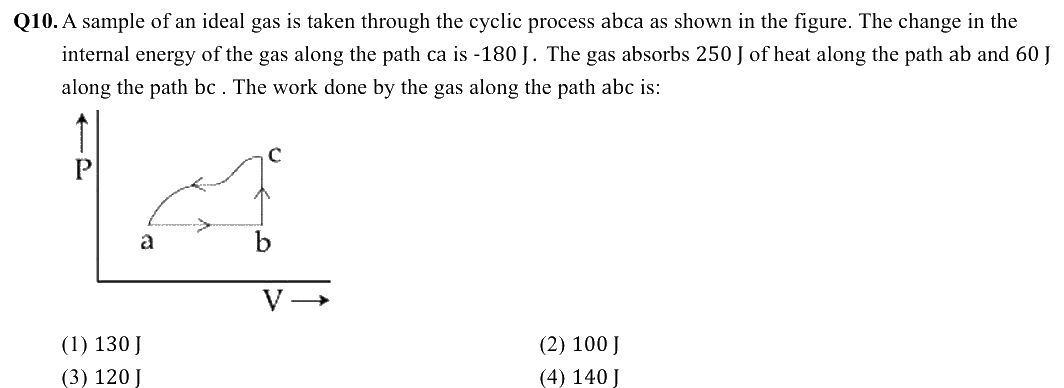 Q10. A sample of an ideal gas is taken through the cyclic process abca as shown in the figure. The change in the
internal energy of the gas along the path ca is -180 J. The gas absorbs 250 J of heat along the path ab and 60 J
along the path bc . The work done by the gas along the path abc is:
P
c
a
b
V
(1) 130 J
(2) 100 J
(3) 120 J
(4) 140 J